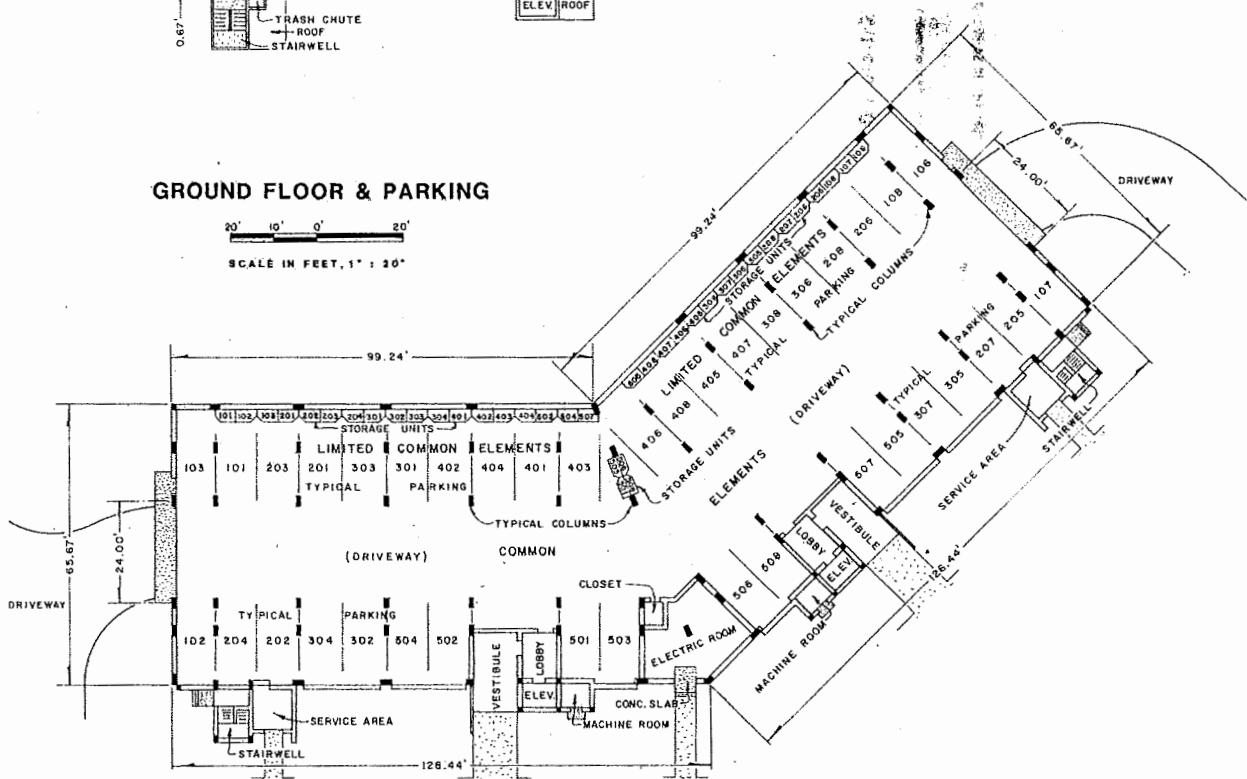 0.67'
TRASH CHUTE
ROOF
STAIRWELL
ELEV. ROOF
GROUND FLOOR & PARKING
20' 10' 0' 20'
SCALE IN FEET, 1" : 20'
99.24'
65.67'
24.00'
DRIVEWAY
101 102 103 201 202 203 204 301 302 303 304 401 402 403 404
STORAGE UNITS
LIMITED COMMON ELEMENTS
103 101 203 201 303 301 402 404 401 403
TYPICAL PARKING
TYPICAL COLUMNS
(DRIVEWAY)
COMMON
ELEMENTS
TYPICAL PARKING
102 204 202 304 302 504 502 501 503
CLOSET
VESTIBULE
LOBBY
ELEV.
ELECTRIC ROOM
CONC. SLAB
MACHINE ROOM
SERVICE AREA
STAIRWELL
126.44'
99.24'
65.67'
24.00'
DRIVEWAY
STORAGE UNITS
LIMITED COMMON ELEMENTS
406 408 405 407 308 306 208 206 108 106
TYPICAL PARKING
TYPICAL COLUMNS
STORAGE UNITS
(DRIVEWAY)
TYPICAL PARKING
506 508 507 505 307 305 207 205 107
LOBBY
VESTIBULE
ELEV.
MACHINE ROOM
SERVICE AREA
STAIRWELL
126.44'